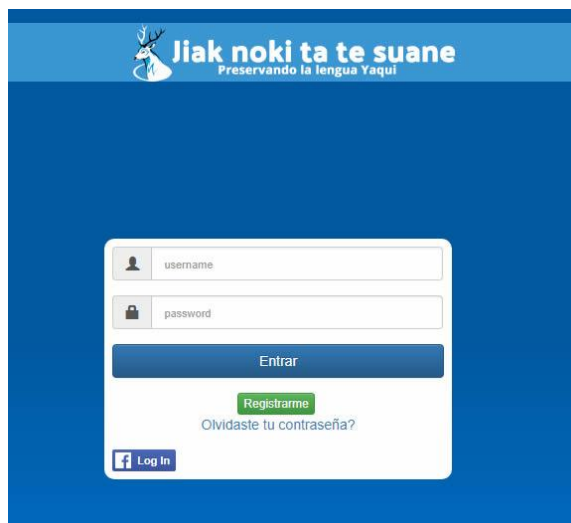 Jiak noki ta te suane
Preservando la lengua Yaqui
username
password
Entrar
Registrarme
Olvidaste tu contraseña?
f Log In